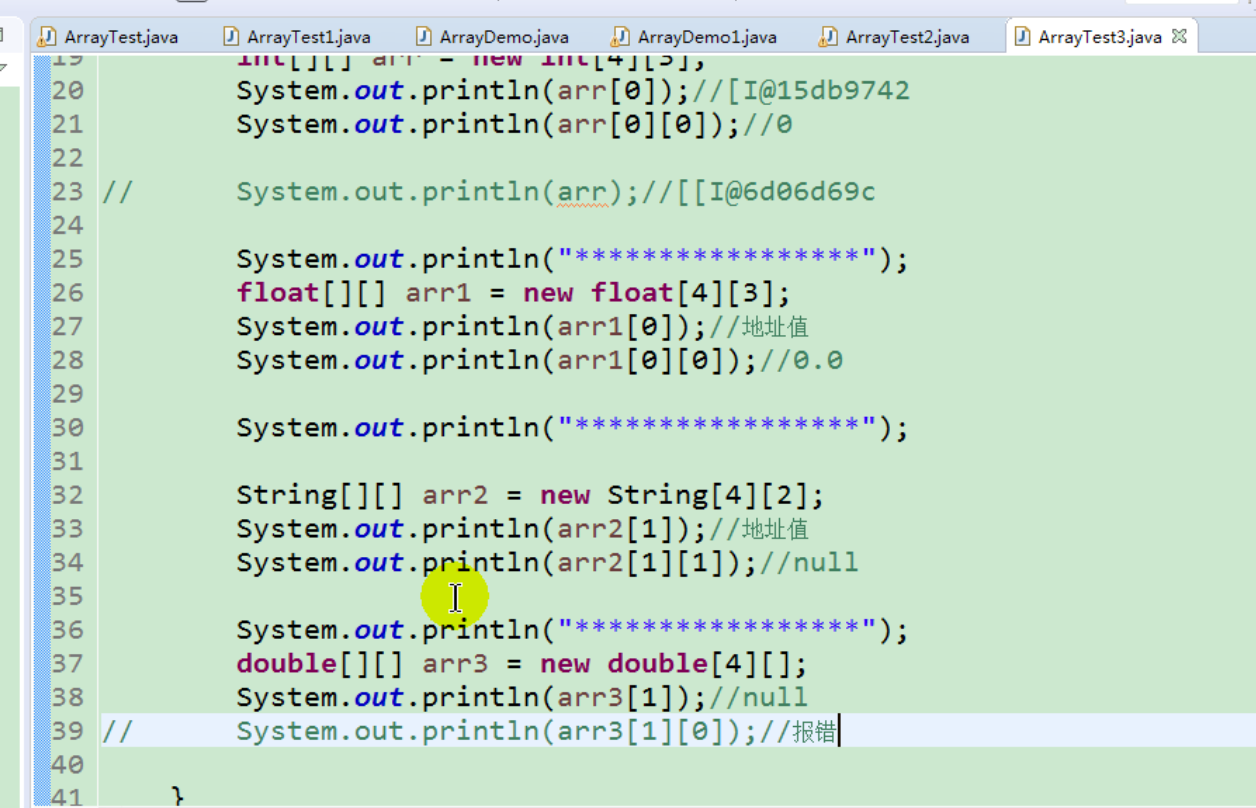 ArrayTest.java ArrayTest1.java ArrayDemo.java ArrayDemo1.java ArrayTest2.java ArrayTest3.java
19 int[][] arr = new int[4][3];
20 System.out.println(arr[0]);//[I@15db9742
21 System.out.println(arr[0][0]);//0
22
23 // System.out.println(arr);//[[I@6d06d69c
24
25 System.out.println("*****************");
26 float[][] arr1 = new float[4][3];
27 System.out.println(arr1[0]);//地址值
28 System.out.println(arr1[0][0]);//0.0
29
30 System.out.println("*****************");
31
32 String[][] arr2 = new String[4][2];
33 System.out.println(arr2[1]);//地址值
34 System.out.println(arr2[1][1]);//null
35
36 System.out.println("*****************");
37 double[][] arr3 = new double[4][];
38 System.out.println(arr3[1]);//null
39 // System.out.println(arr3[1][0]);//报错
40
41 }